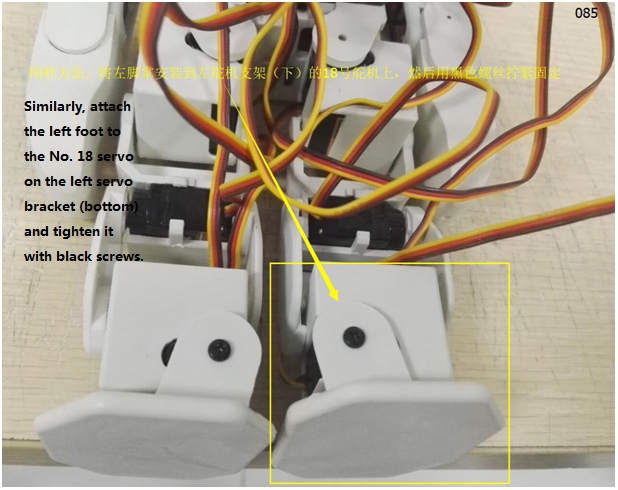 085
同样方法，将左脚掌安装到左舵机支架（下）的18号舵机上，然后用黑色螺丝拧紧固定
Similarly, attach
the left foot to
the No. 18 servo
on the left servo
bracket (bottom)
and tighten it
with black screws.